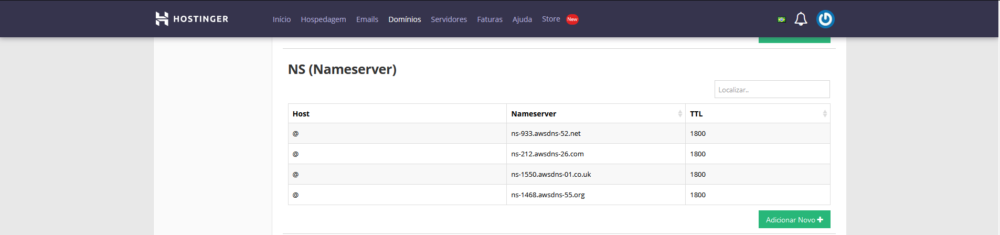 HOSTINGER Início Hospedagem Emails Domínios Servidores Faturas Ajuda Store New
NS (Nameserver)
Localizar..
Host Nameserver TTL
@ ns-933.awsdns-52.net 1800
@ ns-212.awsdns-26.com 1800
@ ns-1550.awsdns-01.co.uk 1800
@ ns-1468.awsdns-55.org 1800
Adicionar Novo +